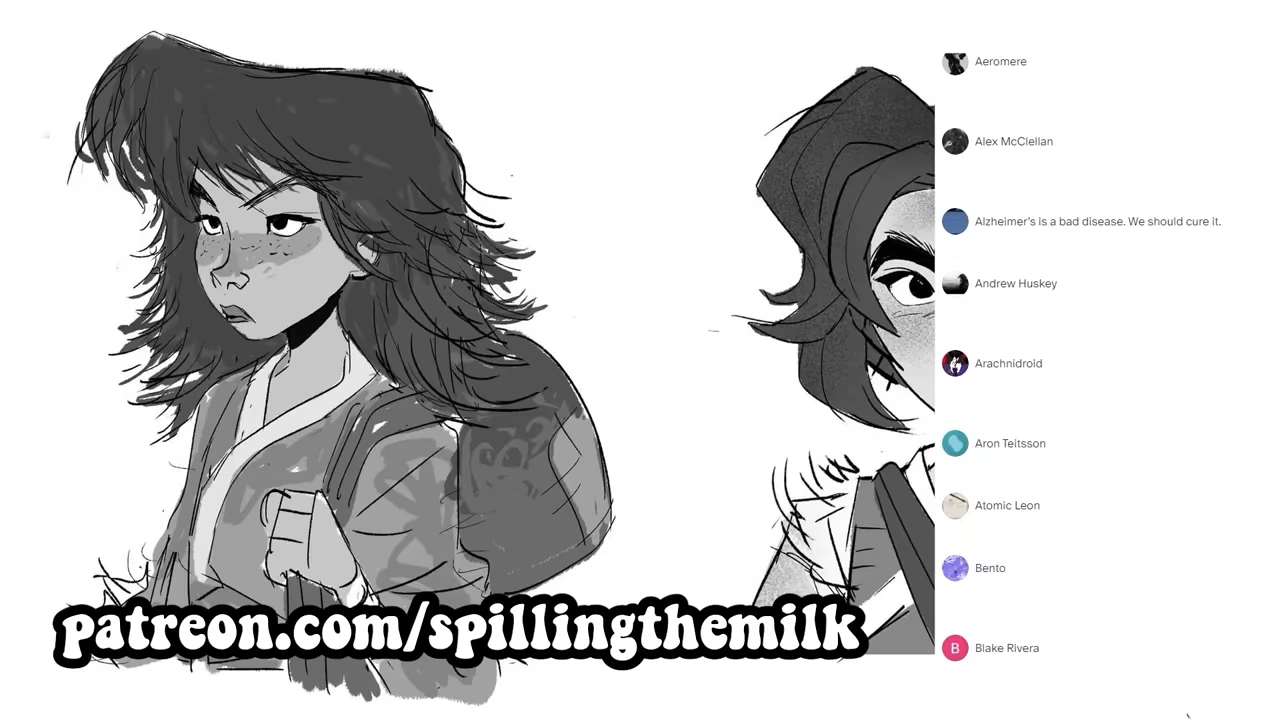 Aeromere
Alex McClellan
Alzheimer's is a bad disease. We should cure it.
Andrew Huskey
Arachnidroid
Aron Teitsson
Atomic Leon
Bento
B Blake Rivera
patreon.com/spillingthemilk